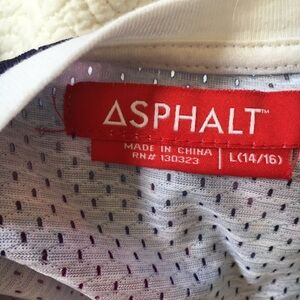 ASPHALT™
MADE IN CHINA
RN# 130323 | L(14/16)